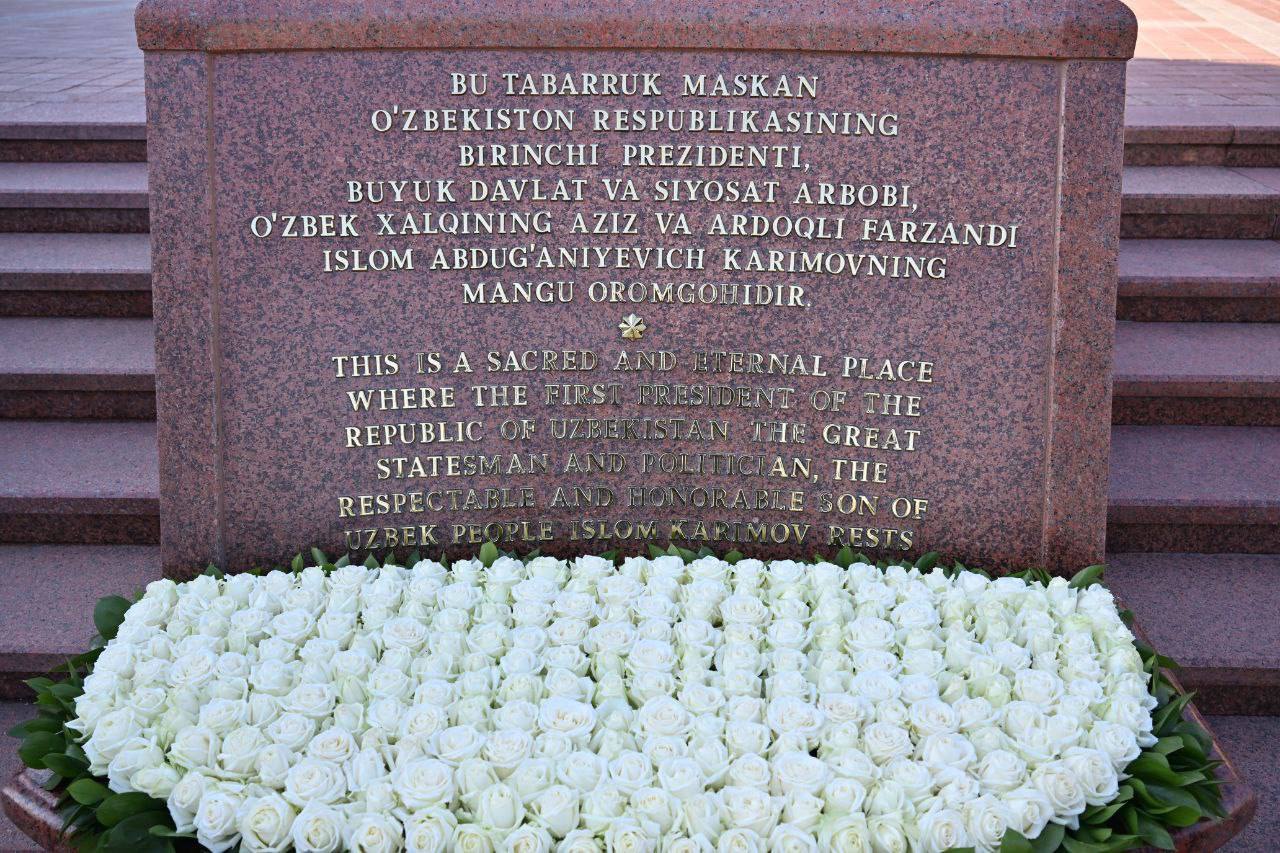 BU TABARRUK MASKAN
O'ZBEKISTON RESPUBLIKASINING
BIRINCHI PREZIDENTI,
BUYUK DAVLAT VA SIYOSAT ARBOBI,
O'ZBEK XALQINING AZIZ VA ARDOQLI FARZANDI
ISLOM ABDUG'ANIYEVICH KARIMOVNING
MANGU OROMGOHIDIR.
THIS IS A SACRED AND ETERNAL PLACE
WHERE THE FIRST PRESIDENT OF THE
REPUBLIC OF UZBEKISTAN THE GREAT
STATESMAN AND POLITICIAN, THE
RESPECTABLE AND HONORABLE SON OF
UZBEK PEOPLE ISLOM KARIMOV RESTS